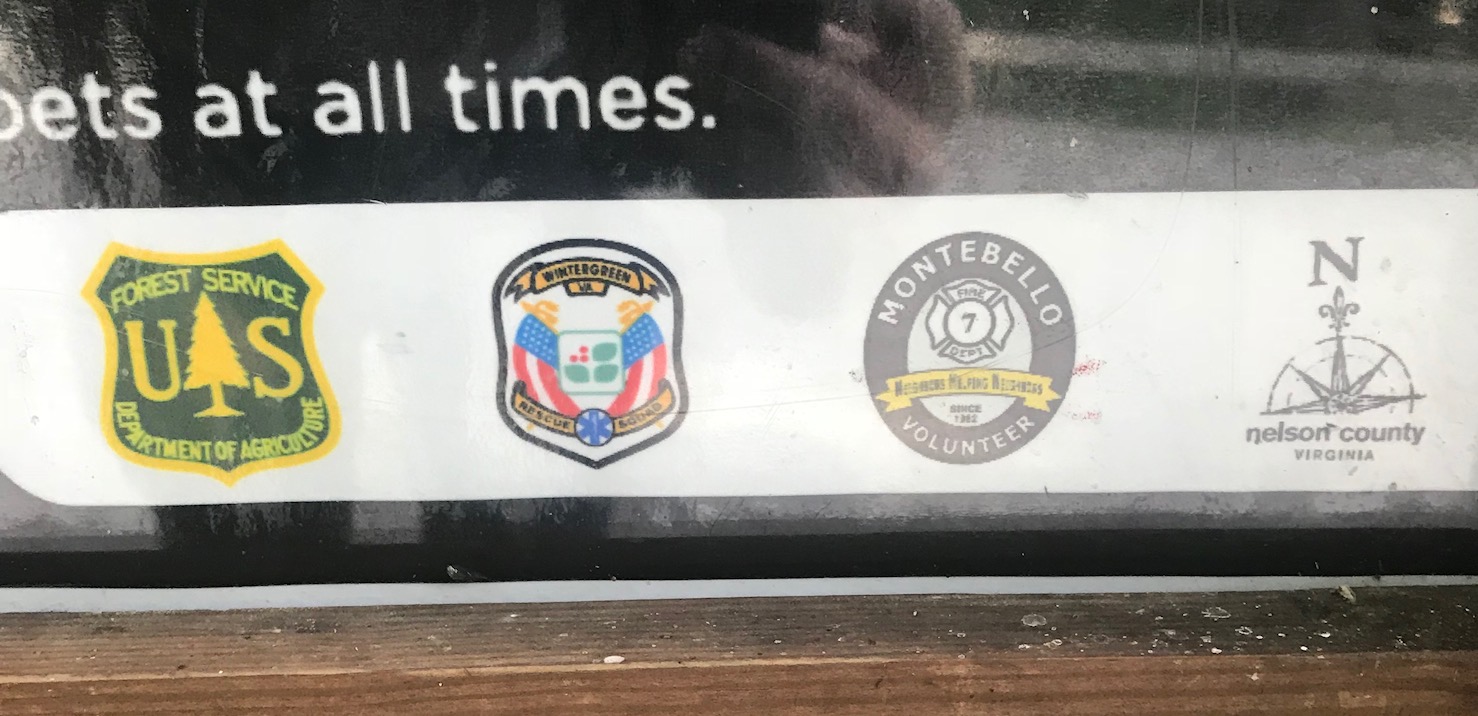 pets at all times.
FOREST SERVICE
U S
DEPARTMENT OF AGRICULTURE
WINTERGREEN
VA
RESCUE SQUAD
MONTEBELLO
FIRE
7
DEPT
NEIGHBORS HELPING NEIGHBORS
SINCE
VOLUNTEER
N
nelson county
VIRGINIA